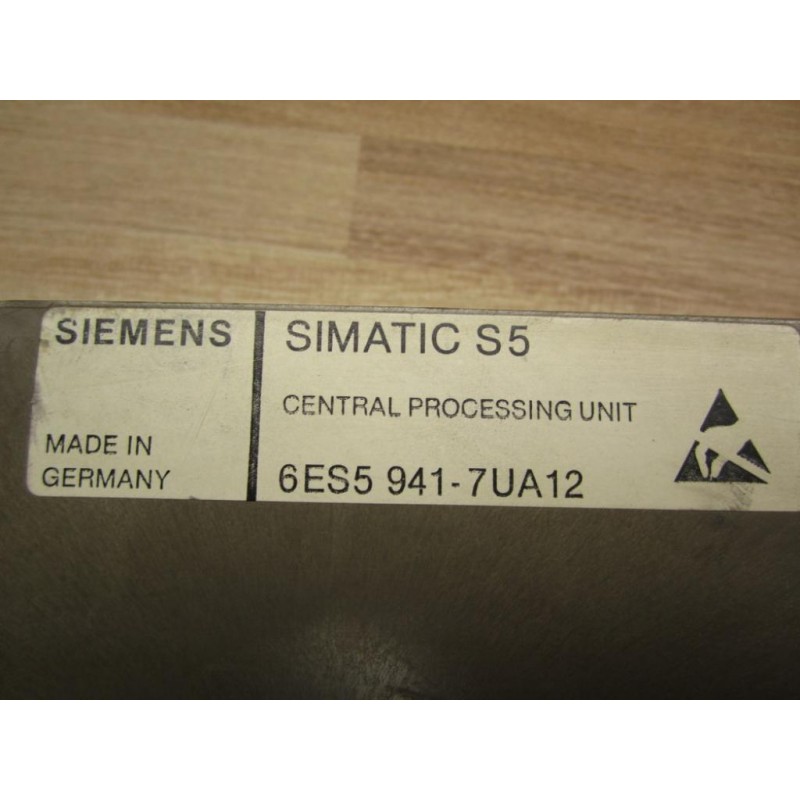 SIEMENS
MADE IN
GERMANY
SIMATIC S5
CENTRAL PROCESSING UNIT
6ES5 941-7UA12